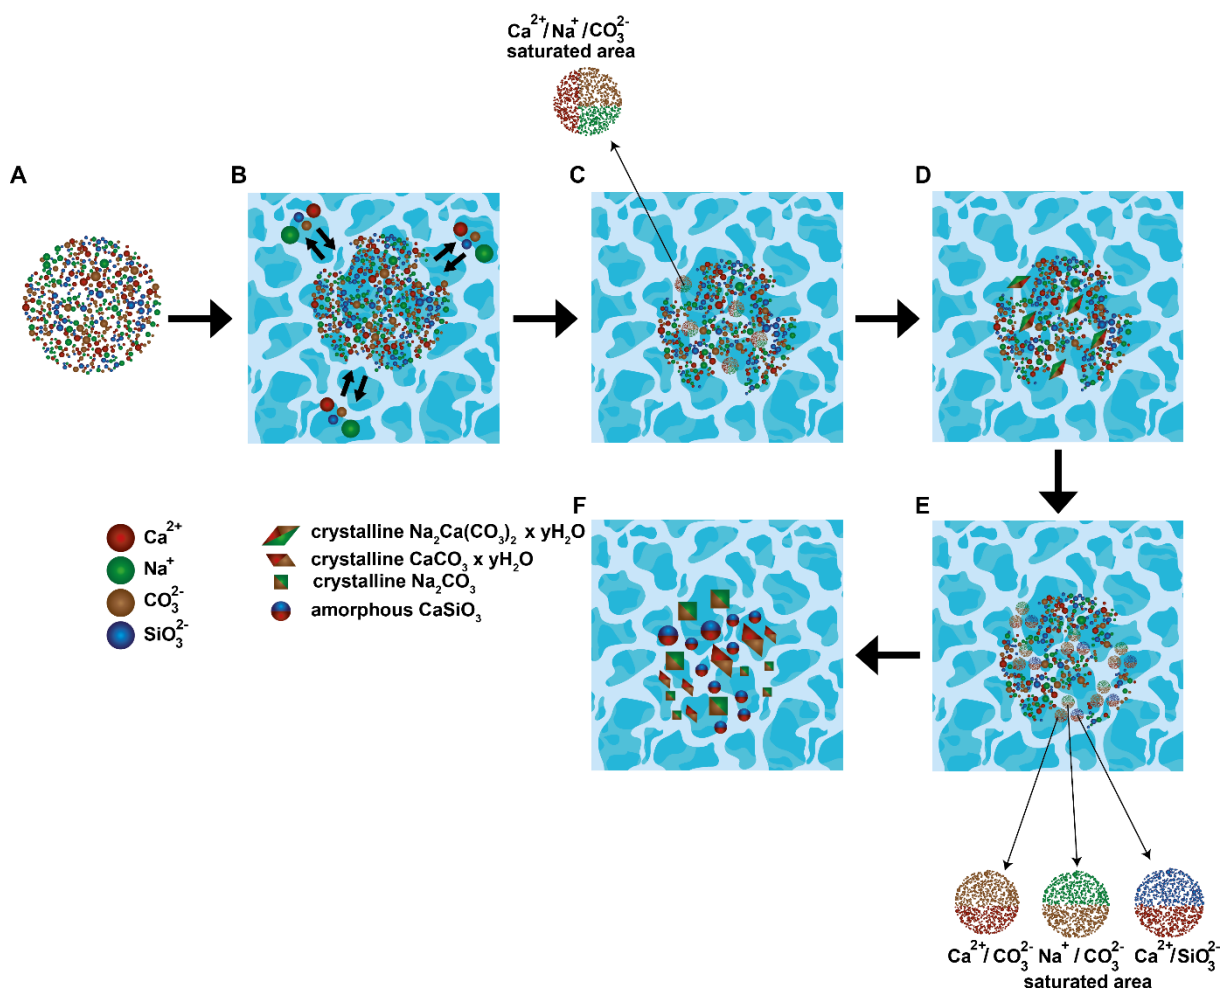 Ca²⁺/Na⁺/CO₃²⁻
saturated area
A
B
C
D
Ca²⁺
Na⁺
CO₃²⁻
SiO₃²⁻
crystalline Na₂Ca(CO₃)₂ x yH₂O
crystalline CaCO₃ x yH₂O
crystalline Na₂CO₃
amorphous CaSiO₃
F
E
Ca²⁺/CO₃²⁻ Na⁺/CO₃²⁻ Ca²⁺/SiO₃²⁻
saturated area